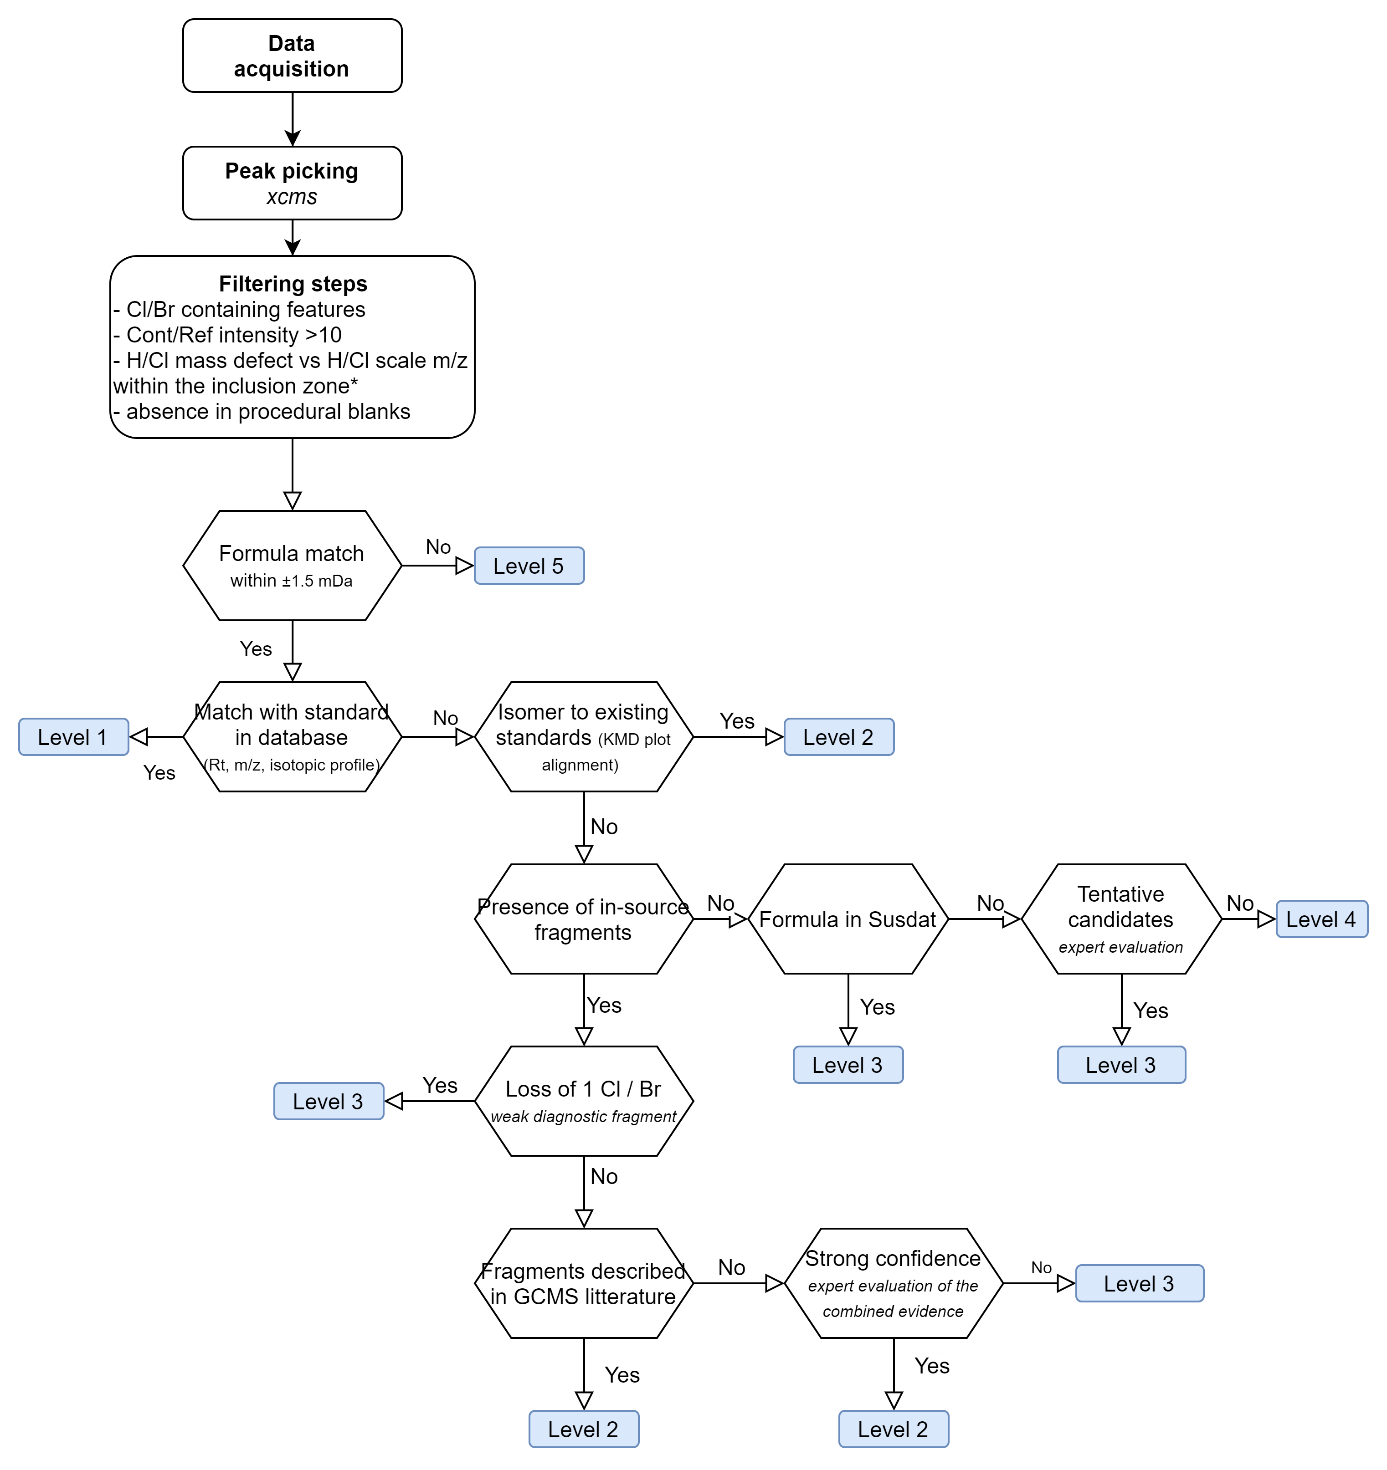 Data
acquisition
Peak picking
xcms
Filtering steps
- Cl/Br containing features
- Cont/Ref intensity >10
- H/Cl mass defect vs H/Cl scale m/z
within the inclusion zone*
- absence in procedural blanks
Formula match
within ±1.5 mDa
No
Level 5
Yes
Match with standard
in database
(Rt, m/z, isotopic profile)
Level 1
Yes
No
Isomer to existing
standards (KMD plot
alignment)
Yes
Level 2
No
Presence of in-source
fragments
No
Formula in Susdat
No
Tentative
candidates
expert evaluation
No
Level 4
Yes
Yes
Yes
Level 3
Level 3
Loss of 1 Cl / Br
weak diagnostic fragment
Yes
Level 3
No
Fragments described
in GCMS litterature
No
Strong confidence
expert evaluation of the
combined evidence
No
Level 3
Yes
Yes
Level 2
Level 2